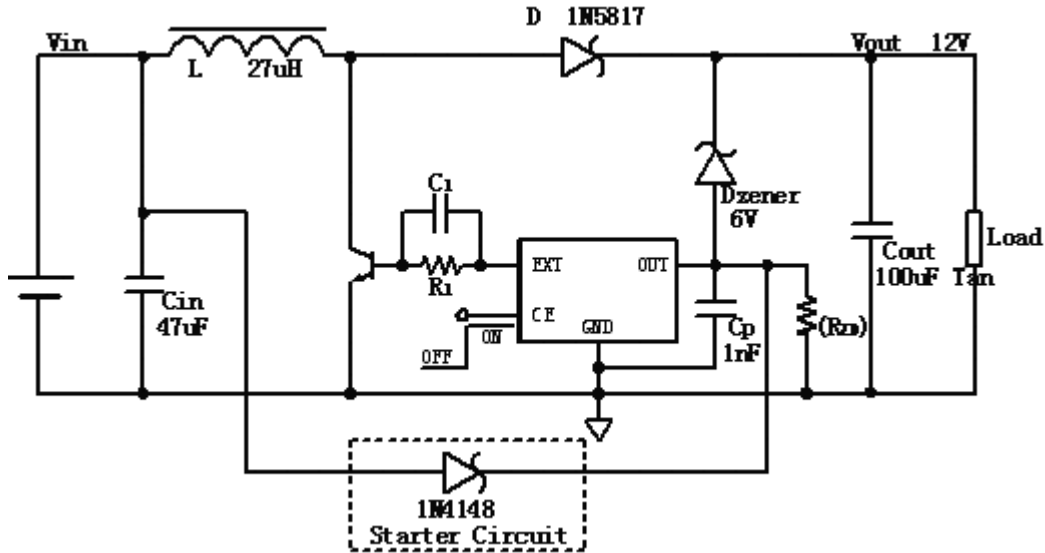 D 1N5817
Vin
Vout 12V
L 27uH
C1
Dzener
6V
R1
EXT OUT
CE
GND
ON
OFF
Cin
47uF
Cp
1nF
(Rzn)
Cout
100uF Tan
Load
1N4148
Starter Circuit